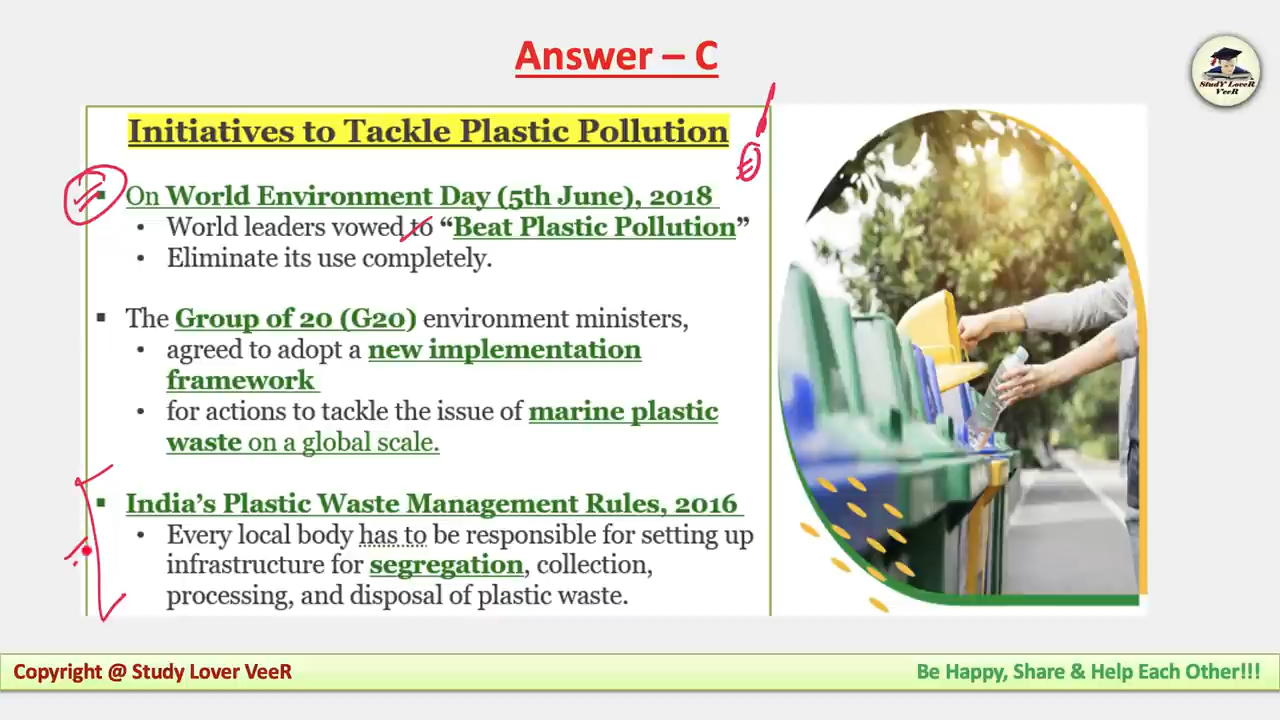 Answer – C
StudY LoveR
VeeR
Initiatives to Tackle Plastic Pollution
▪ On World Environment Day (5th June), 2018
• World leaders vowed to “Beat Plastic Pollution”
• Eliminate its use completely.
▪ The Group of 20 (G20) environment ministers,
• agreed to adopt a new implementation
framework
• for actions to tackle the issue of marine plastic
waste on a global scale.
▪ India’s Plastic Waste Management Rules, 2016
• Every local body has to be responsible for setting up
infrastructure for segregation, collection,
processing, and disposal of plastic waste.
Copyright @ Study Lover VeeR
Be Happy, Share & Help Each Other!!!